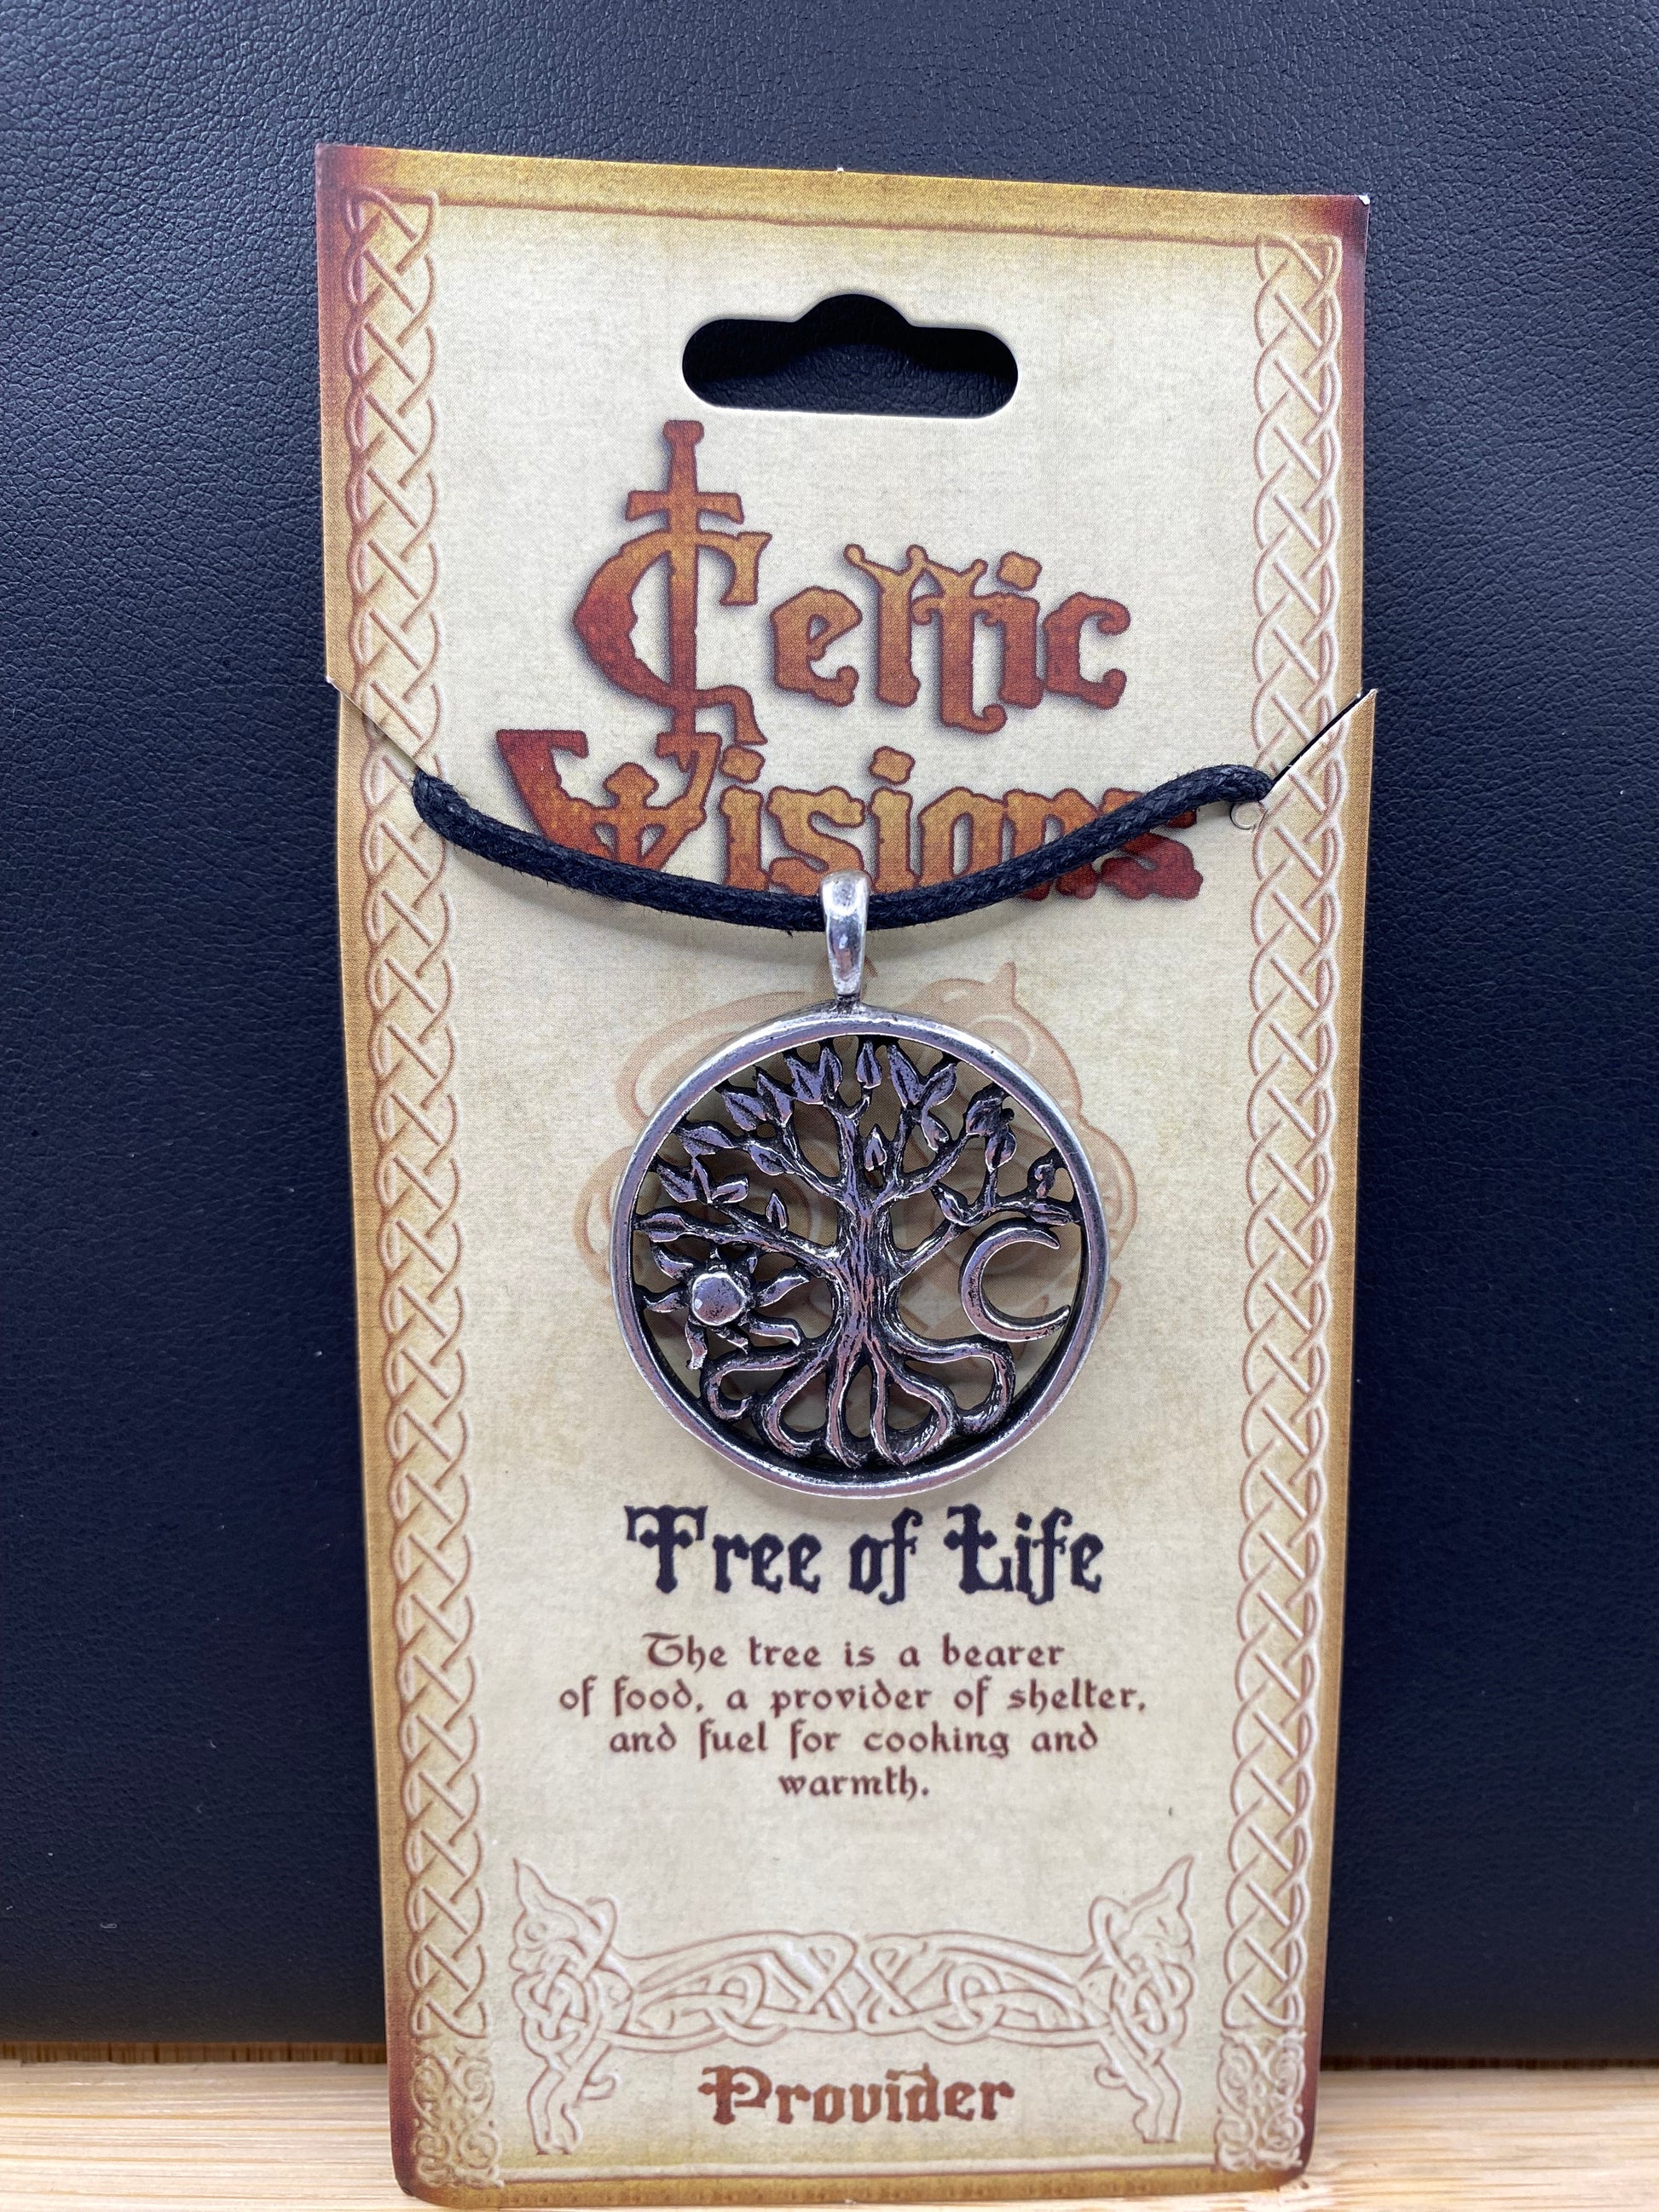 Celtic
Visions
Tree of Life
The tree is a bearer
of food, a provider of shelter,
and fuel for cooking and
warmth.
Provider